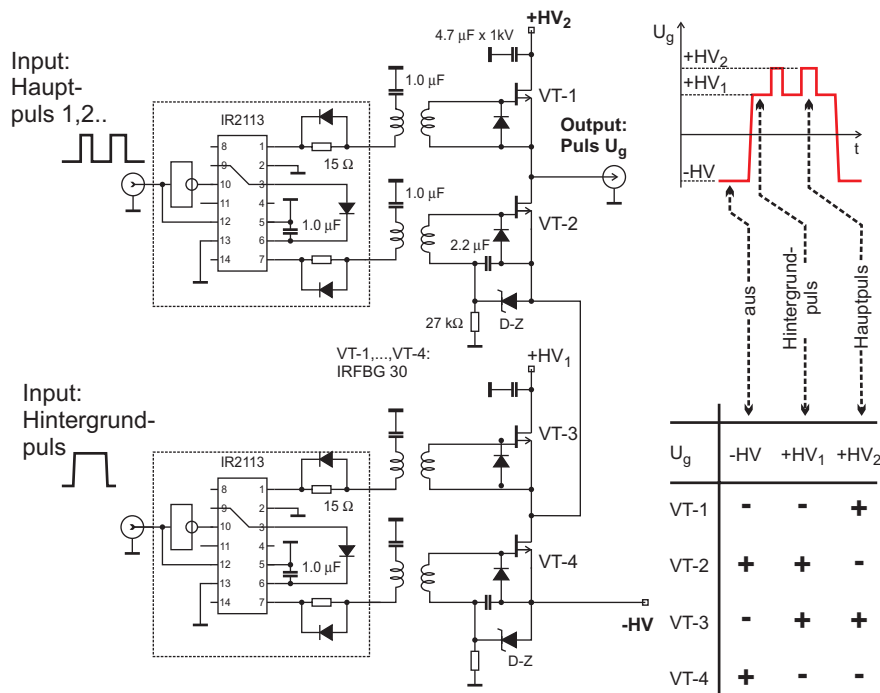 Input:
Haupt-
puls 1,2..
IR2113
8
9
10
11
12
13
14
1
2
3
4
5
6
7
15 Ω
1.0 µF
1.0 µF
1.0 µF
4.7 µF x 1kV
+HV2
VT-1
Output:
Puls Ug
VT-2
2.2 µF
27 kΩ
D-Z
VT-1,...,VT-4:
IRFBG 30
Input:
Hintergrund-
puls
IR2113
8
9
10
11
12
13
14
1
2
3
4
5
6
7
15 Ω
1.0 µF
+HV1
VT-3
VT-4
D-Z
-HV
Ug
+HV2
+HV1
-HV
t
aus
Hintergrund-
puls
Hauptpuls
Ug -HV +HV1 +HV2
VT-1 - - +
VT-2 + + -
VT-3 - + +
VT-4 + - -